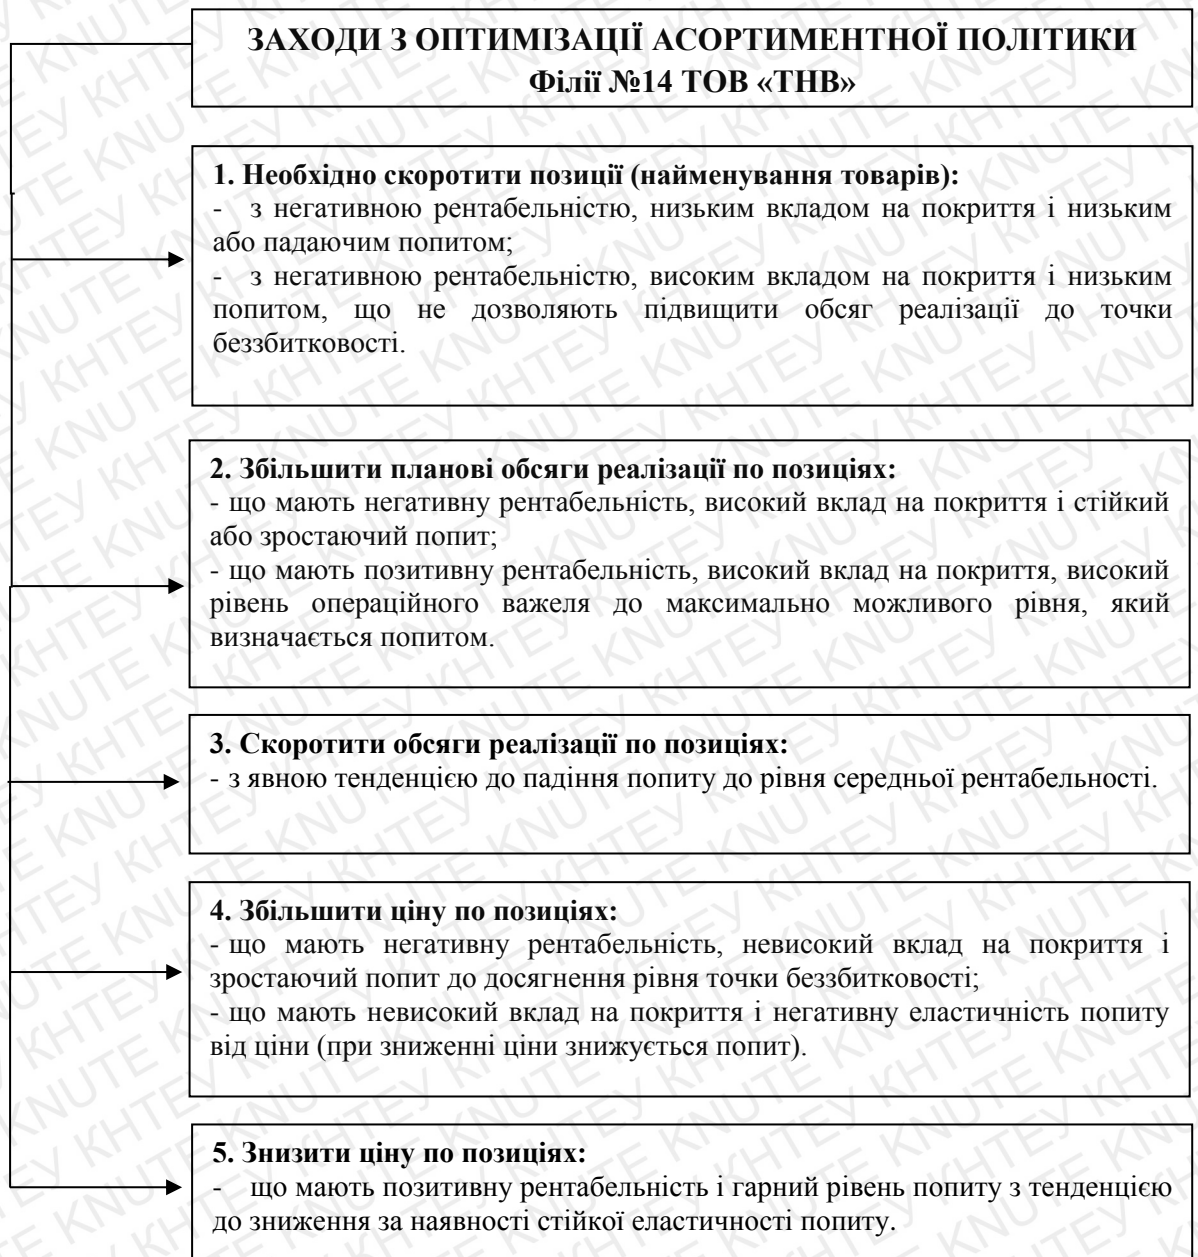 ЗАХОДИ З ОПТИМІЗАЦІЇ АСОРТИМЕНТНОЇ ПОЛІТИКИ
Філії №14 ТОВ «ТНВ»
1. Необхідно скоротити позиції (найменування товарів):
- з негативною рентабельністю, низьким вкладом на покриття і низьким
або падаючим попитом;
- з негативною рентабельністю, високим вкладом на покриття і низьким
попитом, що не дозволяють підвищити обсяг реалізації до точки
беззбитковості.
2. Збільшити планові обсяги реалізації по позиціях:
- що мають негативну рентабельність, високий вклад на покриття і стійкий
або зростаючий попит;
- що мають позитивну рентабельність, високий вклад на покриття, високий
рівень операційного важеля до максимально можливого рівня, який
визначається попитом.
3. Скоротити обсяги реалізації по позиціях:
- з явною тенденцією до падіння попиту до рівня середньої рентабельності.
4. Збільшити ціну по позиціях:
- що мають негативну рентабельність, невисокий вклад на покриття і
зростаючий попит до досягнення рівня точки беззбитковості;
- що мають невисокий вклад на покриття і негативну еластичність попиту
від ціни (при зниженні ціни знижується попит).
5. Знизити ціну по позиціях:
- що мають позитивну рентабельність і гарний рівень попиту з тенденцією
до зниження за наявності стійкої еластичності попиту.